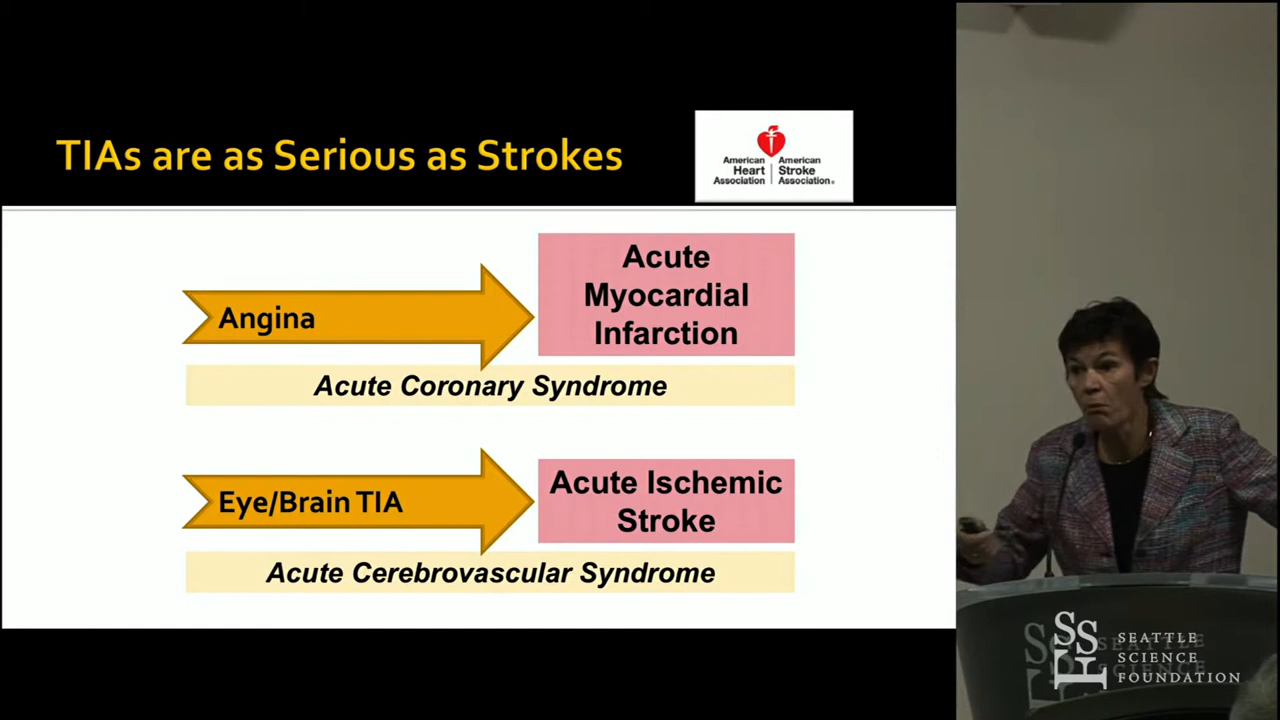 TIAs are as Serious as Strokes
American
Heart
Association
American
Stroke
Association®
Acute
Myocardial
Infarction
Angina
Acute Coronary Syndrome
Acute Ischemic
Stroke
Eye/Brain TIA
Acute Cerebrovascular Syndrome
SSF
SEATTLE
SCIENCE
FOUNDATION